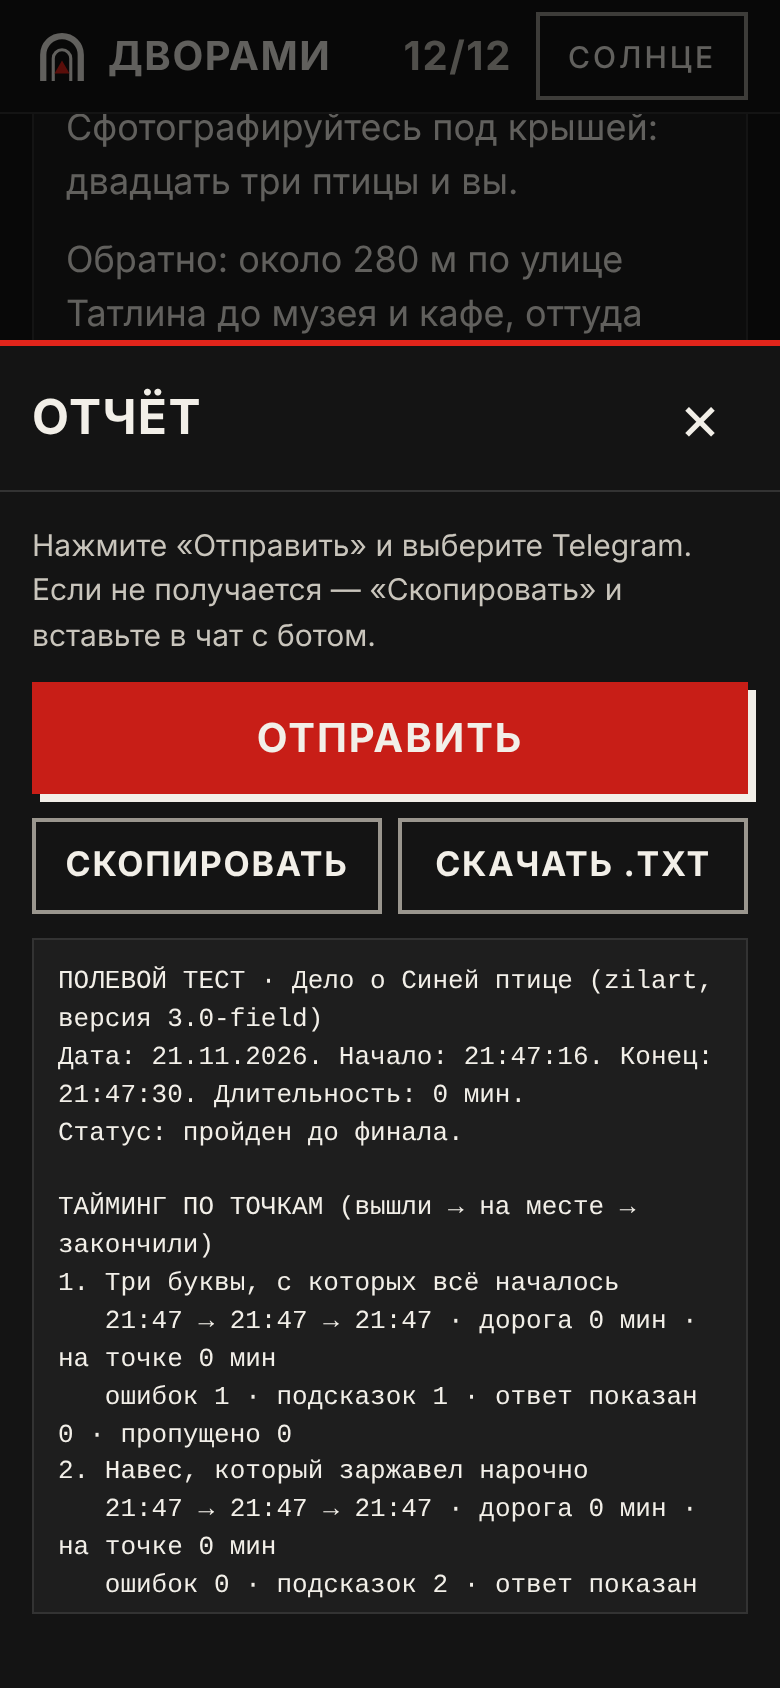 ДВОРАМИ
12/12
СОЛНЦЕ
Сфотографируйтесь под крышей:
двадцать три птицы и вы.
Обратно: около 280 м по улице
Татлина до музея и кафе, оттуда
ОТЧЁТ
×
Нажмите «Отправить» и выберите Telegram.
Если не получается — «Скопировать» и
вставьте в чат с ботом.
ОТПРАВИТЬ
СКОПИРОВАТЬ
СКАЧАТЬ .TXT
ПОЛЕВОЙ ТЕСТ · Дело о Синей птице (zilart,
версия 3.0-field)
Дата: 21.11.2026. Начало: 21:47:16. Конец:
21:47:30. Длительность: 0 мин.
Статус: пройден до финала.
ТАЙМИНГ ПО ТОЧКАМ (вышли → на месте →
закончили)
1. Три буквы, с которых всё началось
21:47 → 21:47 → 21:47 · дорога 0 мин ·
на точке 0 мин
ошибок 1 · подсказок 1 · ответ показан
0 · пропущено 0
2. Навес, который заржавел нарочно
21:47 → 21:47 → 21:47 · дорога 0 мин ·
на точке 0 мин
ошибок 0 · подсказок 2 · ответ показан